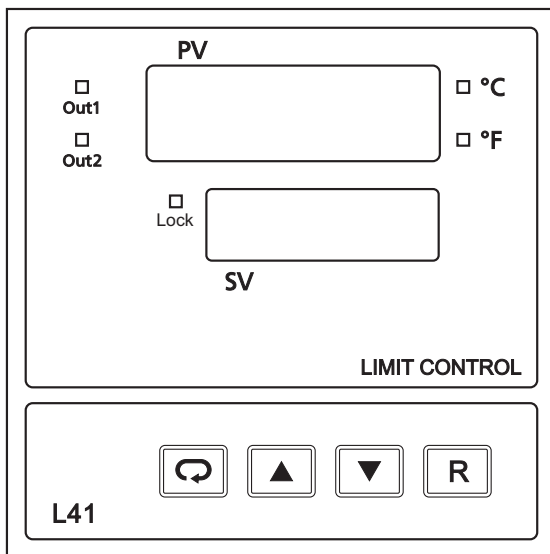 PV
Out1
°C
Out2
°F
Lock
SV
LIMIT CONTROL
R
L41